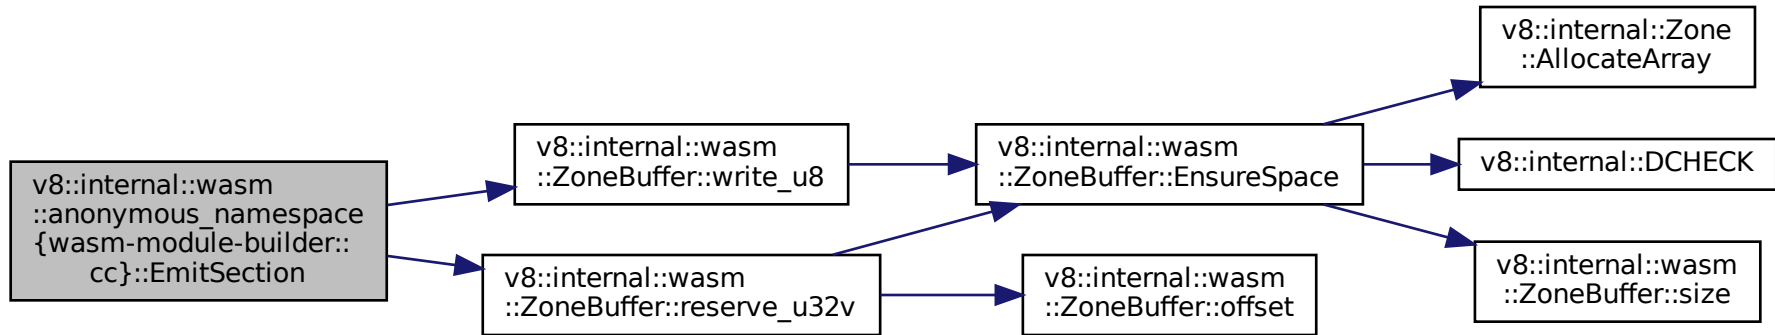 v8::internal::wasm
::anonymous_namespace
{wasm-module-builder::
cc}::EmitSection
v8::internal::wasm
::ZoneBuffer::write_u8
v8::internal::wasm
::ZoneBuffer::reserve_u32v
v8::internal::wasm
::ZoneBuffer::EnsureSpace
v8::internal::wasm
::ZoneBuffer::offset
v8::internal::Zone
::AllocateArray
v8::internal::DCHECK
v8::internal::wasm
::ZoneBuffer::size